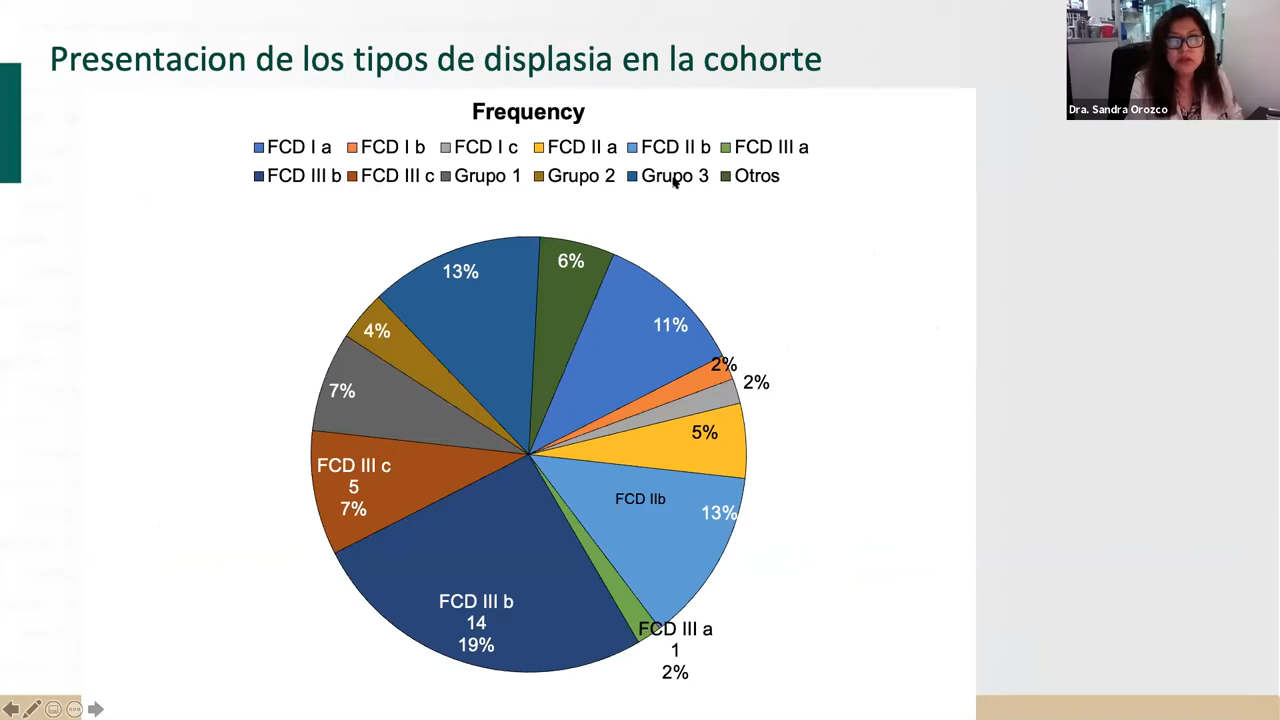 Presentacion de los tipos de displasia en la cohorte
Dra. Sandra Orozco
Frequency
FCD I a FCD I b FCD I c FCD II a FCD II b FCD III a
FCD III b FCD III c Grupo 1 Grupo 2 Grupo 3 Otros
13%
6%
11%
4%
2%
2%
7%
5%
FCD III c
5
7%
FCD IIb
13%
FCD III b
14
19%
FCD III a
1
2%